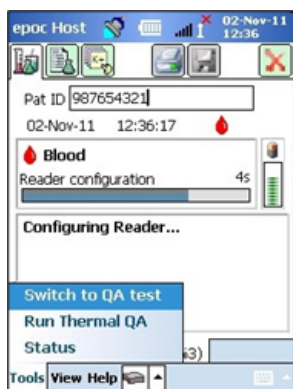 epoc Host 02-Nov-11
12:36
Pat ID 987654321
02-Nov-11 12:36:17
Blood
Reader configuration 4s
Configuring Reader...
Switch to QA test
Run Thermal QA
Status
Tools View Help